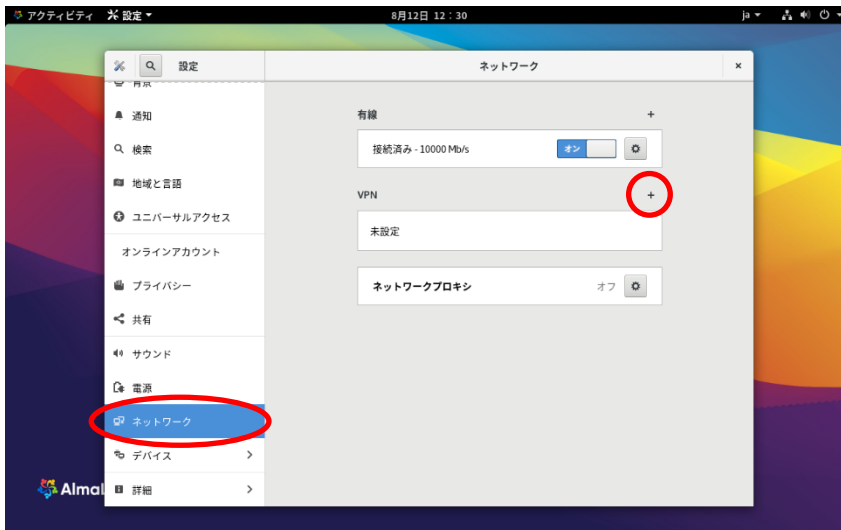 アクティビティ 設定
8月12日 12：30
ja
設定
ネットワーク
背景
通知
検索
地域と言語
ユニバーサルアクセス
オンラインアカウント
プライバシー
共有
サウンド
電源
ネットワーク
デバイス
詳細
有線
接続済み - 10000 Mb/s
オン
VPN
未設定
ネットワークプロキシ
オフ
Almal